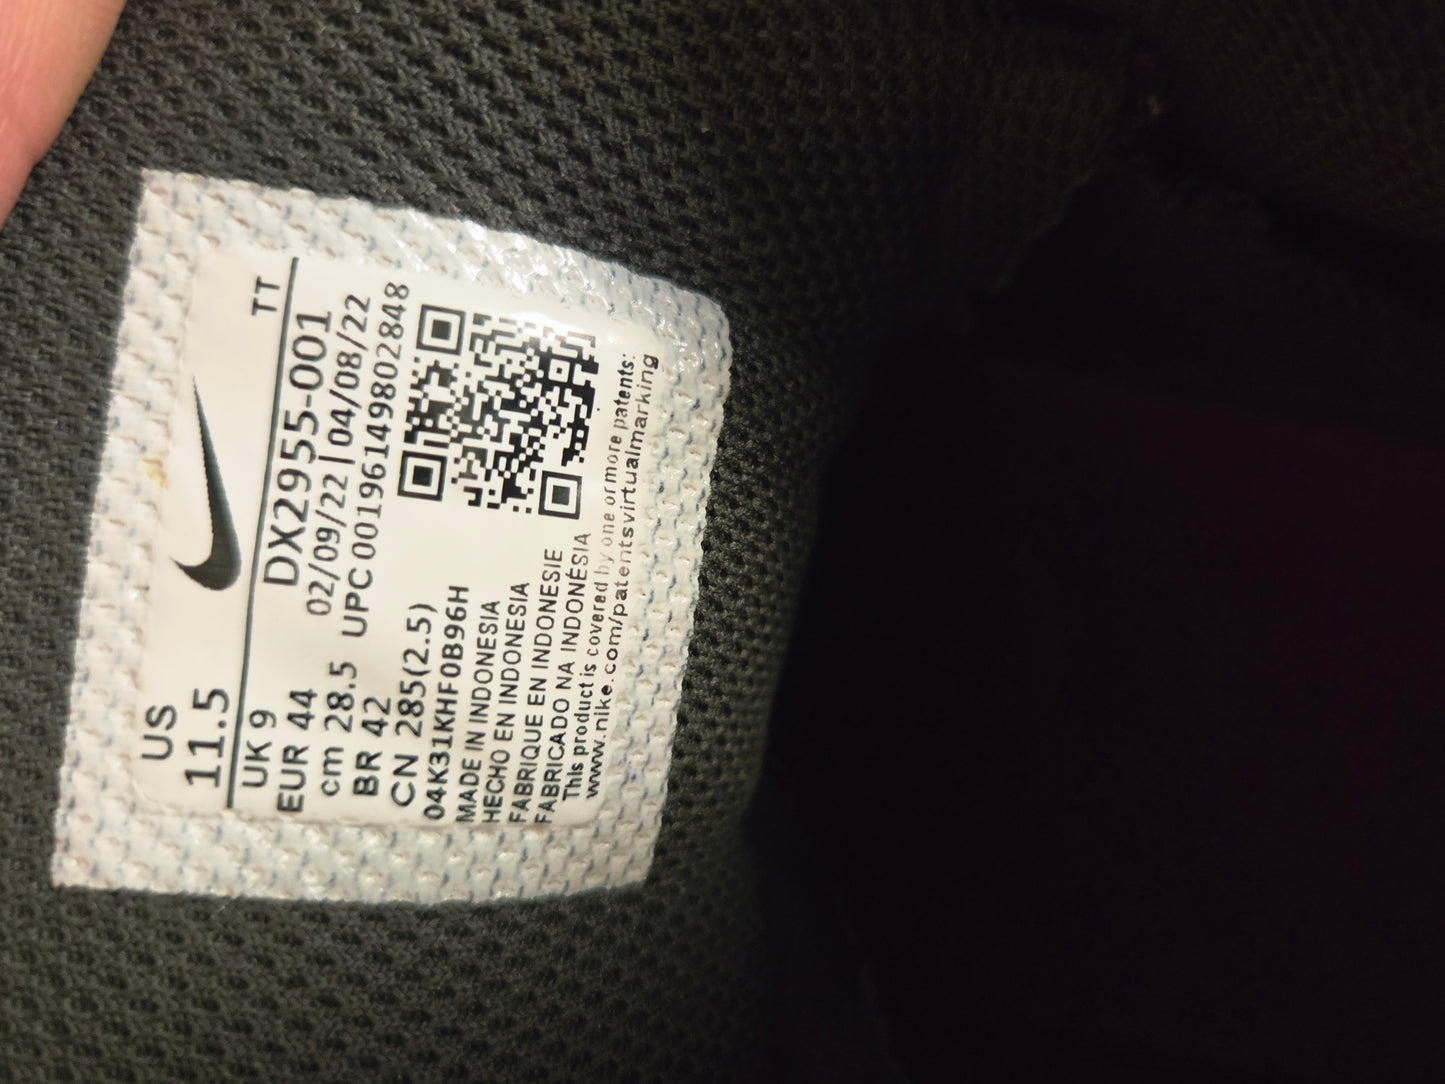 US
11.5
TT
UK 9
DX2955-001
EUR 44
02/09/22 | 04/08/22
cm 28.5
UPC 00196149802848
BR 42
CN 285(2.5)
04K31KHF0B96H
MADE IN INDONESIA
HECHO EN INDONESIA
FABRIQUE EN INDONESIE
FABRICADO NA INDONÉSIA
This product is covered by one or more patents:
www.nike.com/patentsvirtualmarking